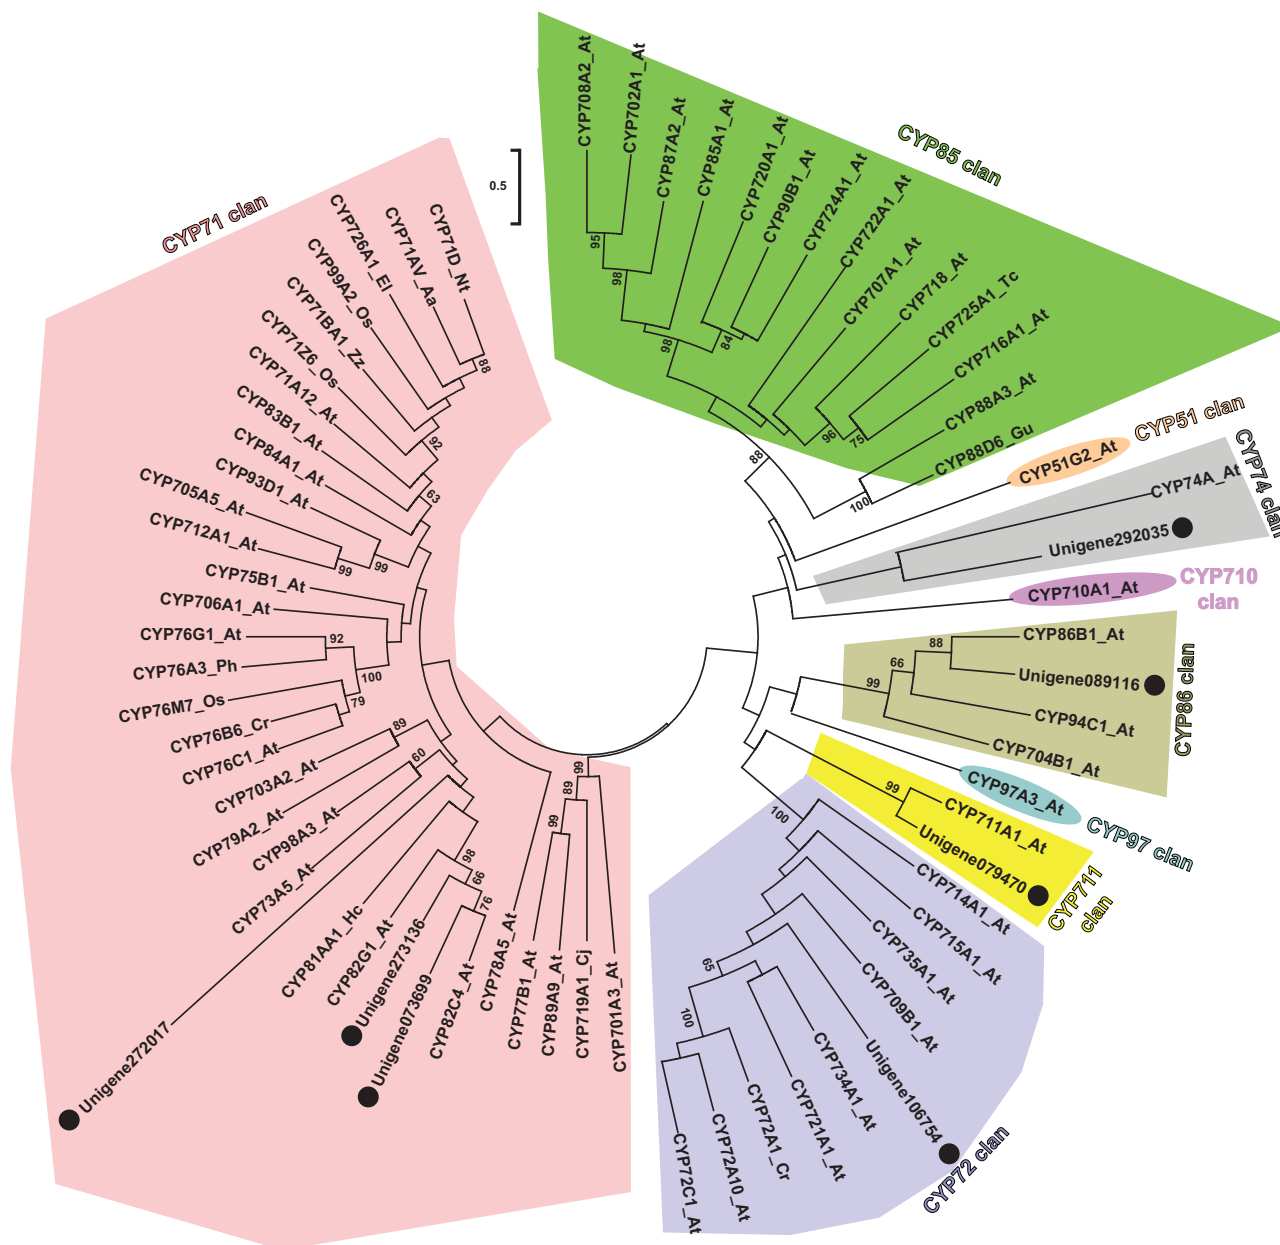 CYP85 clan
CYP708A2_At
CYP702A1_At
CYP87A2_At
CYP85A1_At
CYP720A1_At
CYP90B1_At
CYP724A1_At
CYP722A1_At
CYP707A1_At
CYP718_At
CYP725A1_Tc
CYP716A1_At
CYP88A3_At
CYP88D6_Gu
95
98
98
84
96
75
88
100
0.5
CYP51 clan
CYP51G2_At
CYP74 clan
CYP74A_At
Unigene292035
CYP710
clan
CYP710A1_At
CYP86 clan
CYP86B1_At
Unigene089116
CYP94C1_At
CYP704B1_At
88
66
99
CYP97A3_At
CYP97 clan
CYP711A1_At
Unigene079470
99
CYP711
clan
CYP714A1_At
CYP715A1_At
CYP735A1_At
CYP709B1_At
Unigene106754
CYP734A1_At
CYP721A1_At
CYP72A1_Cr
CYP72A10_At
CYP72C1_At
100
65
100
CYP72 clan
CYP71 clan
CYP71D_Nt
CYP71AV_Aa
CYP726A1_El
CYP99A2_Os
CYP71BA1_Zz
CYP71Z6_Os
CYP71A12_At
CYP83B1_At
CYP84A1_At
CYP93D1_At
CYP705A5_At
CYP712A1_At
CYP75B1_At
CYP706A1_At
CYP76G1_At
CYP76A3_Ph
CYP76M7_Os
CYP76B6_Cr
CYP76C1_At
CYP703A2_At
CYP79A2_At
CYP98A3_At
CYP73A5_At
Unigene272017
CYP81AA1_Hc
CYP82G1_At
Unigene273136
Unigene073699
CYP82C4_At
CYP78A5_At
CYP77B1_At
CYP89A9_At
CYP719A1_Cj
CYP701A3_At
88
92
63
99
99
92
100
79
89
60
98
66
76
99
89
99